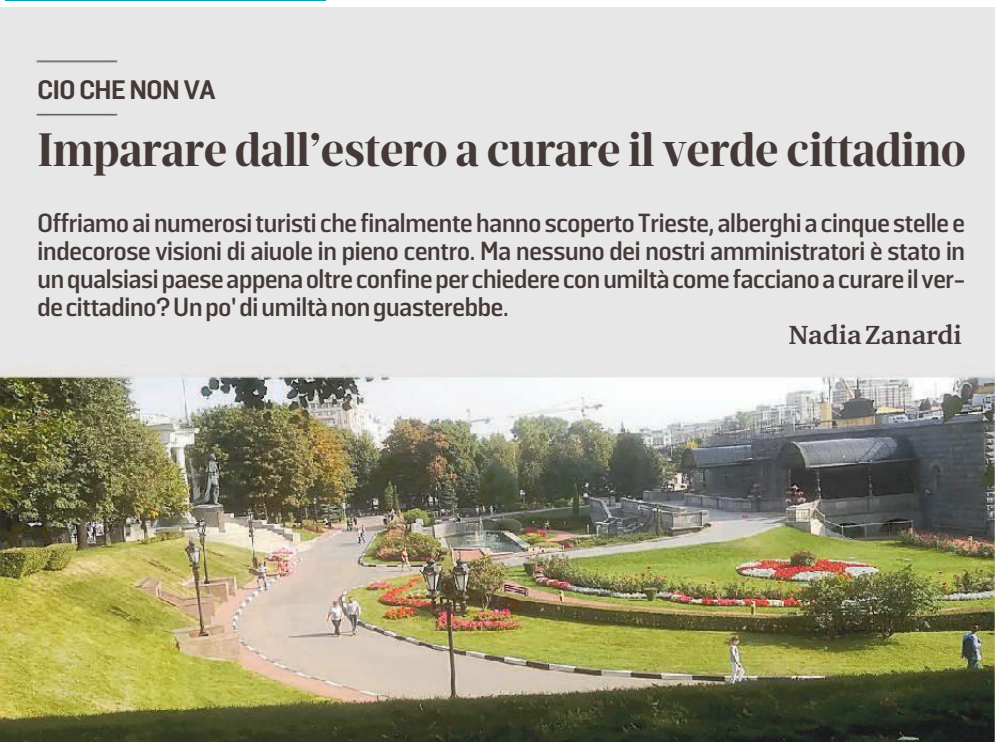 CIO CHE NON VA
Imparare dall’estero a curare il verde cittadino
Offriamo ai numerosi turisti che finalmente hanno scoperto Trieste, alberghi a cinque stelle e
indecorose visioni di aiuole in pieno centro. Ma nessuno dei nostri amministratori è stato in
un qualsiasi paese appena oltre confine per chiedere con umiltà come facciano a curare il ver-
de cittadino? Un po' di umiltà non guasterebbe.
Nadia Zanardi